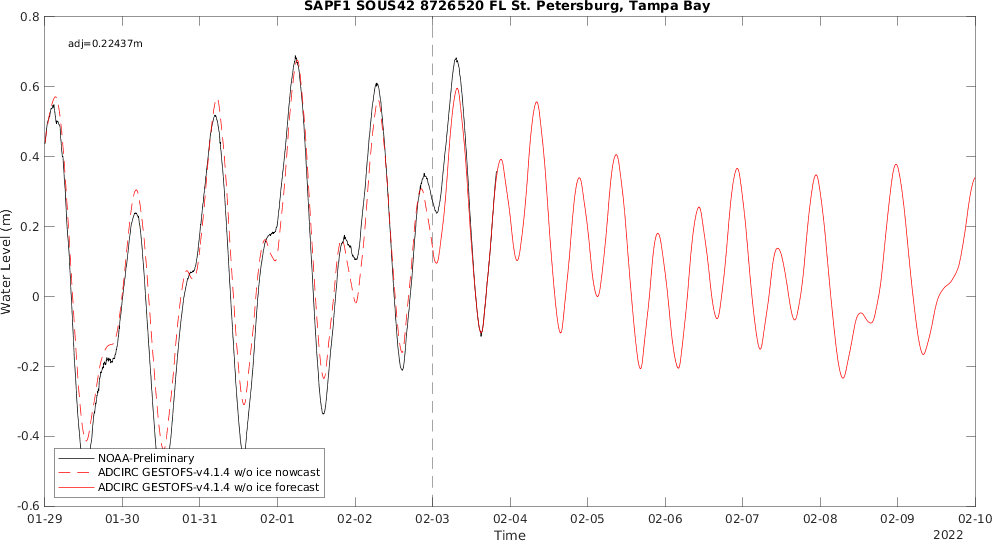 SAPF1 SOUS42 8726520 FL St. Petersburg, Tampa Bay
0.8
adj=0.22437m
0.6
0.4
0.2
0
-0.2
-0.4
-0.6
Water Level (m)
NOAA-Preliminary
ADCIRC GESTOFS-v4.1.4 w/o ice nowcast
ADCIRC GESTOFS-v4.1.4 w/o ice forecast
01-29 01-30 01-31 02-01 02-02 02-03 02-04 02-05 02-06 02-07 02-08 02-09 02-10
Time
2022